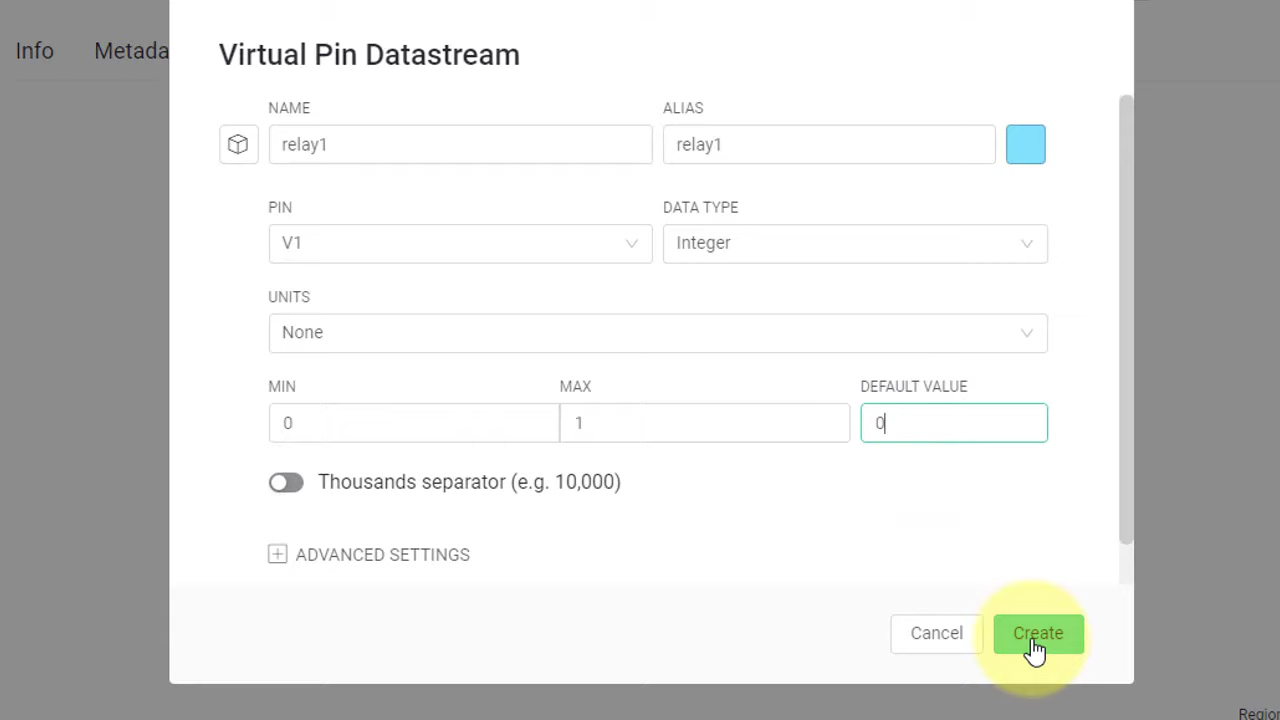 Info Metada
Virtual Pin Datastream
NAME ALIAS
relay1 relay1
PIN DATA TYPE
V1 Integer
UNITS
None
MIN MAX DEFAULT VALUE
0 1 0
Thousands separator (e.g. 10,000)
ADVANCED SETTINGS
Cancel Create
Region